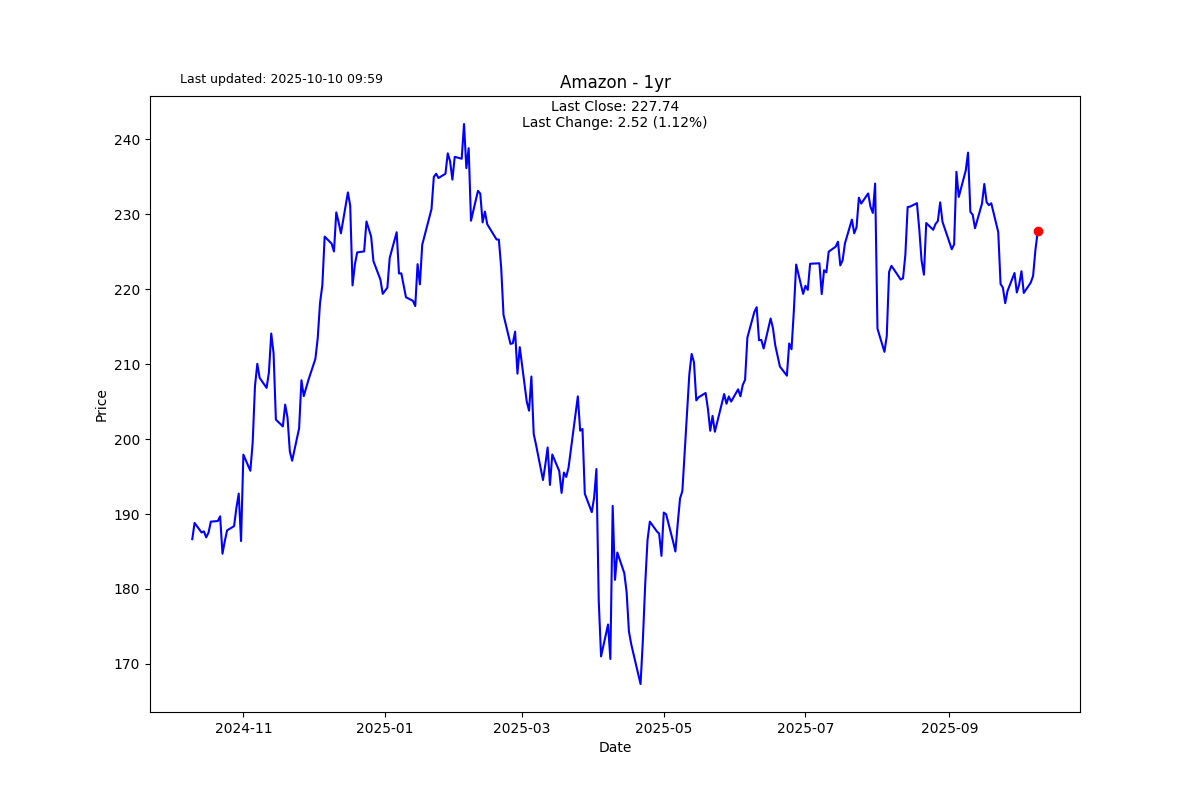 Last updated: 2025-10-10 09:59
Amazon - 1yr
Last Close: 227.74
Last Change: 2.52 (1.12%)
240
230
220
210
200
190
180
170
Price
2024-11 2025-01 2025-03 2025-05 2025-07 2025-09
Date